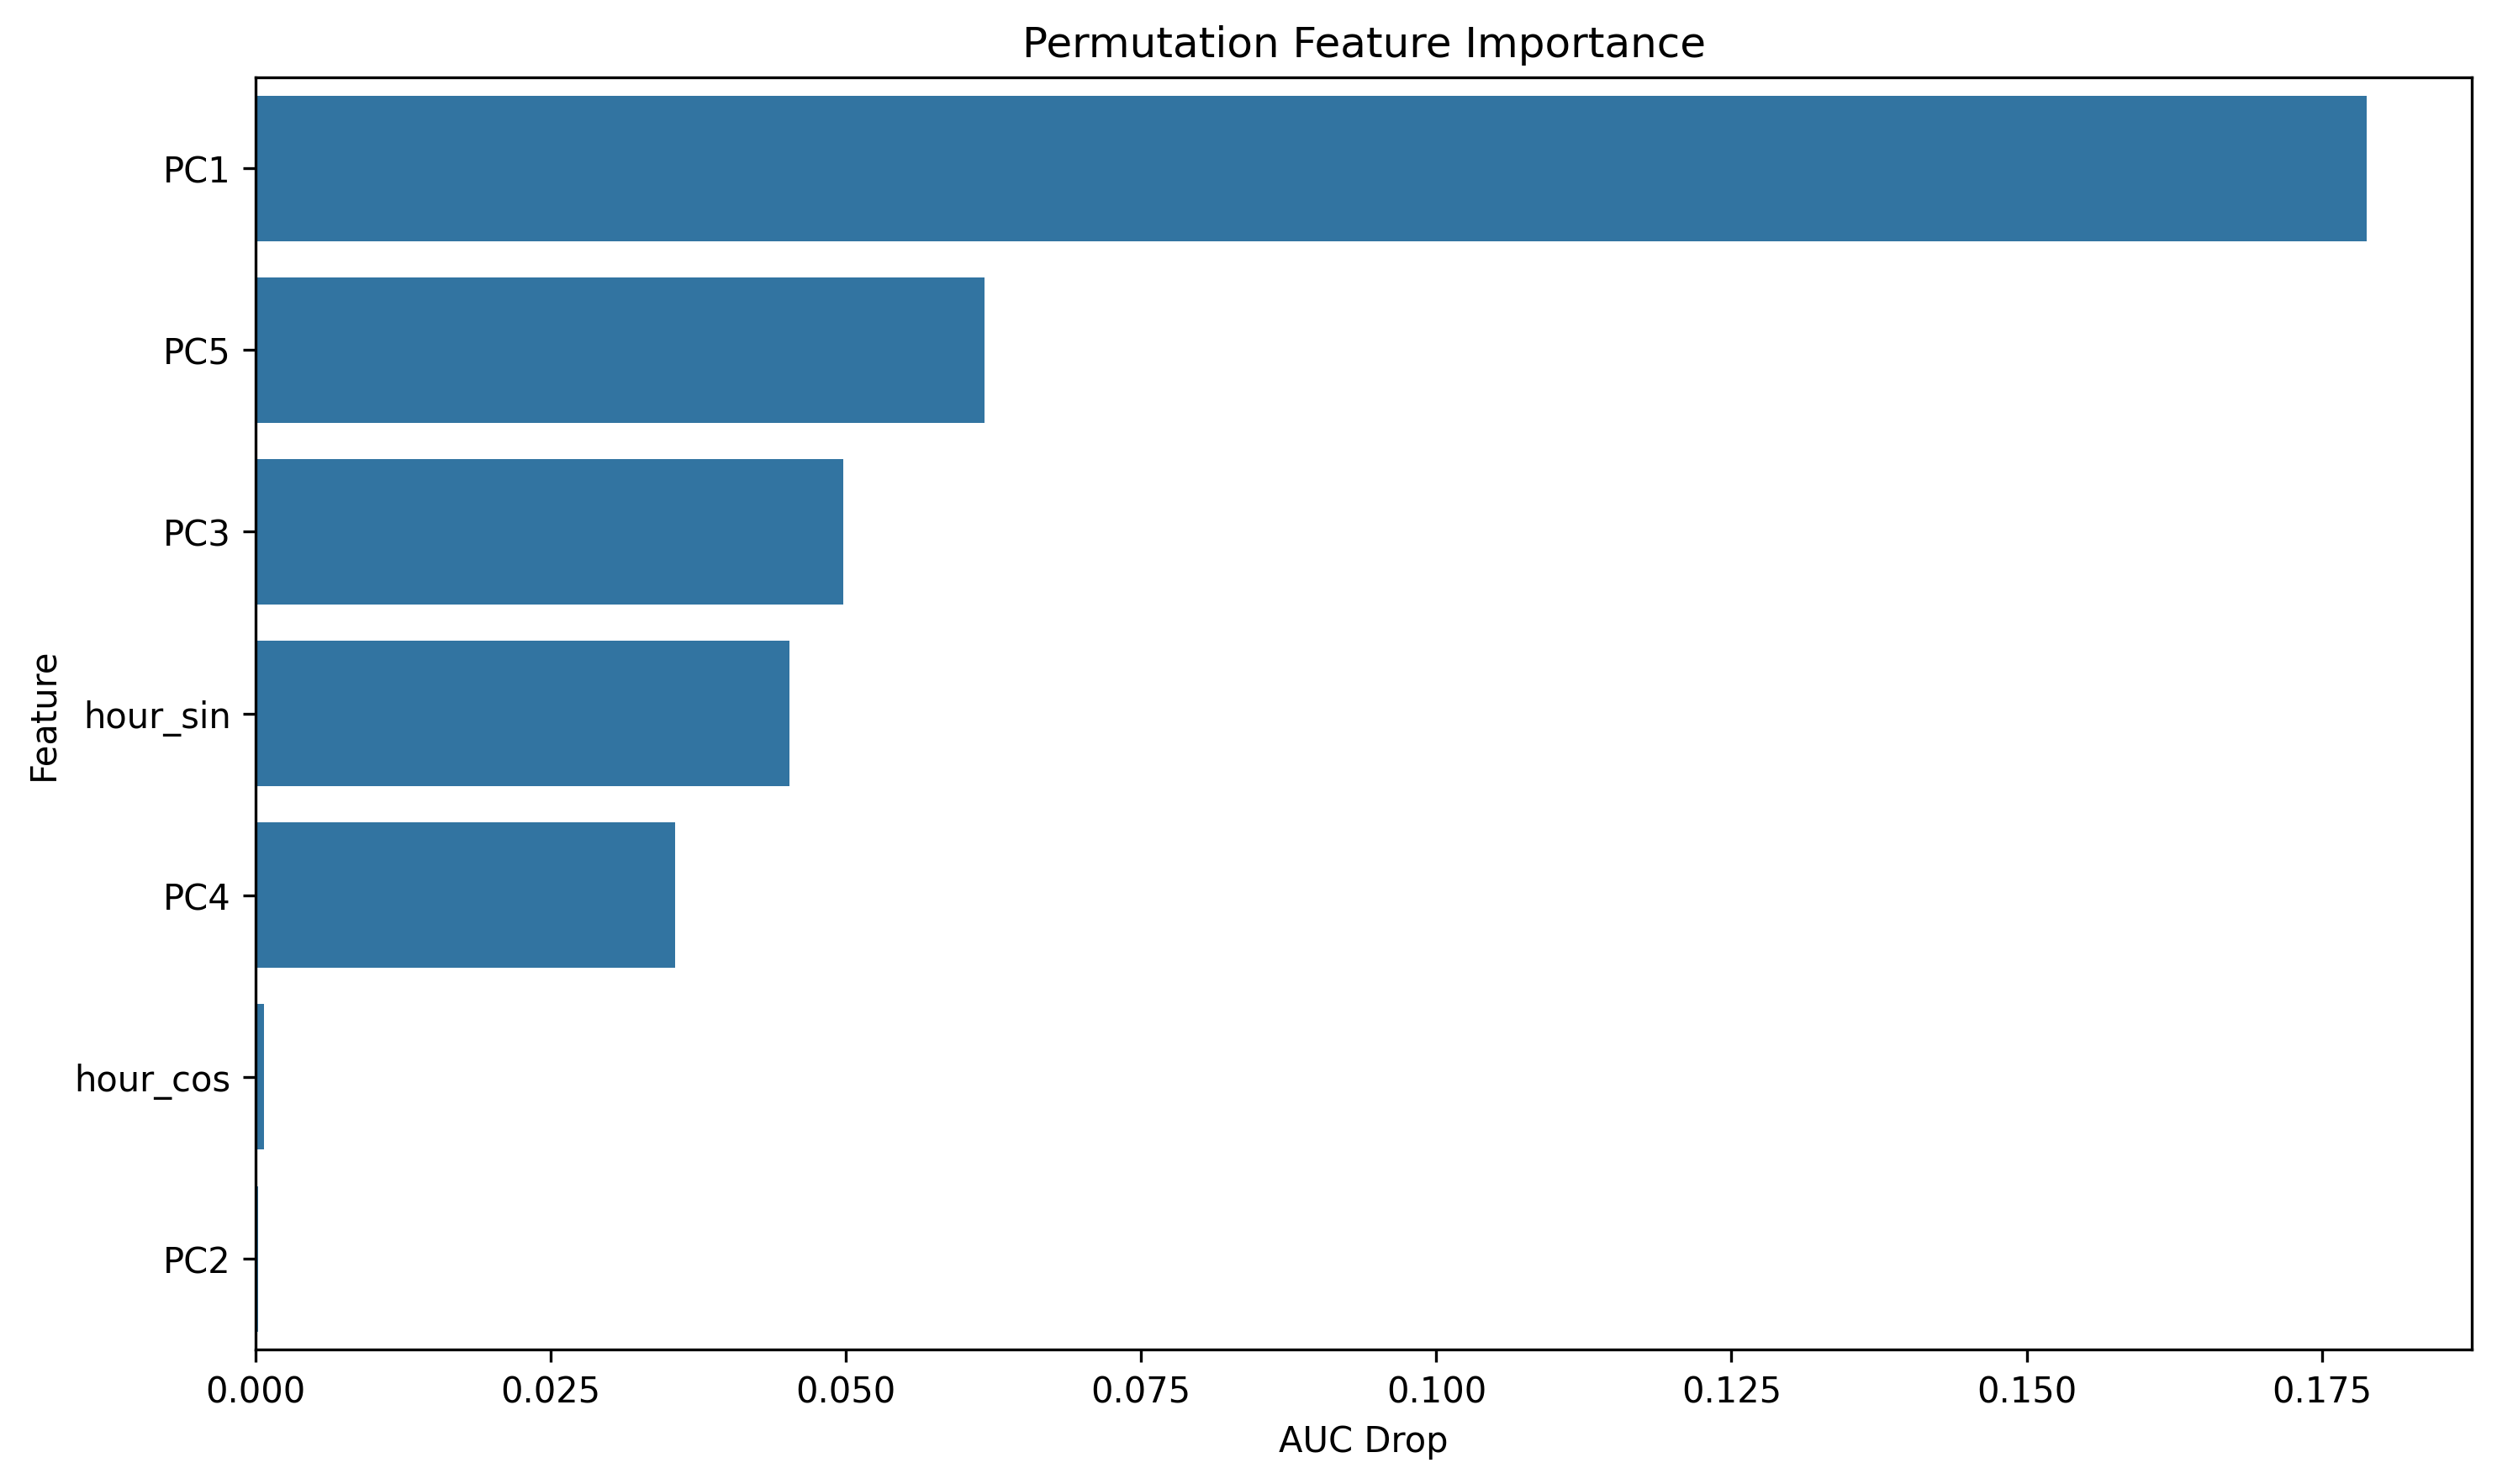 Permutation Feature Importance
Feature
PC1
PC5
PC3
hour_sin
PC4
hour_cos
PC2
0.000 0.025 0.050 0.075 0.100 0.125 0.150 0.175
AUC Drop